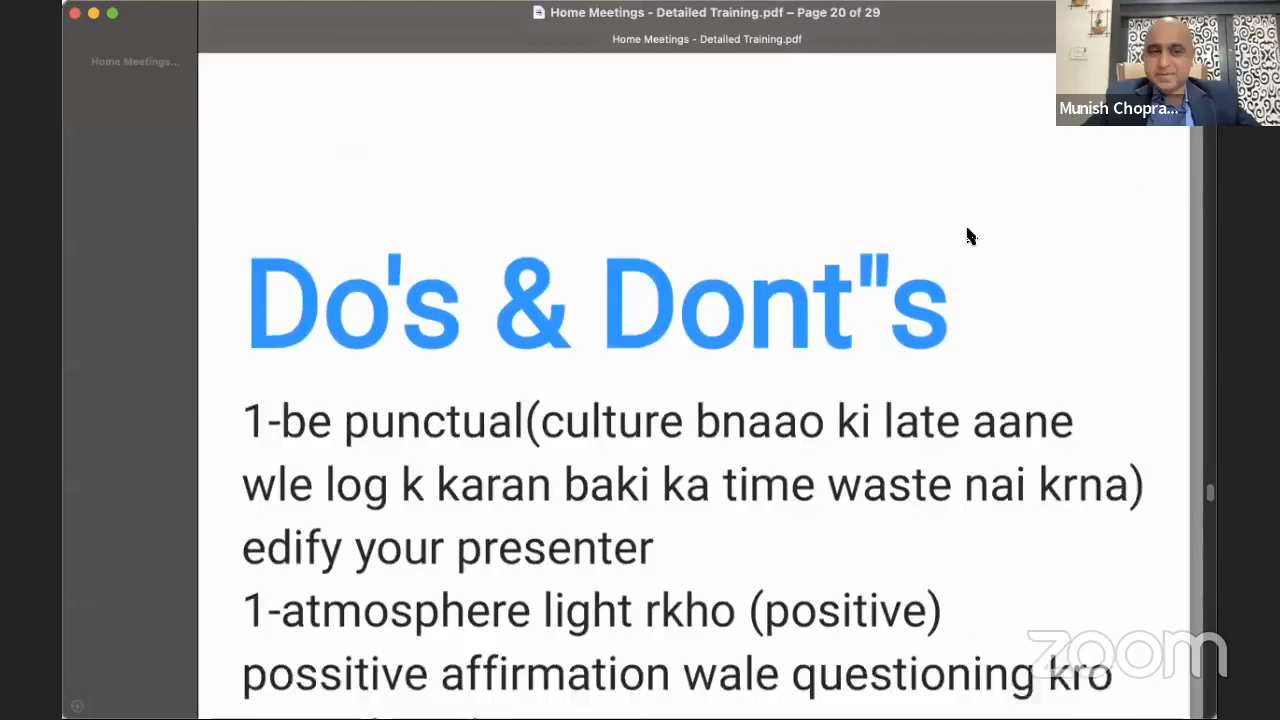 Home Meetings - Detailed Training.pdf – Page 20 of 29
Home Meetings - Detailed Training.pdf
Home Meetings...
Munish Chopra...
Do's & Dont"s
1-be punctual(culture bnaao ki late aane
wle log k karan baki ka time waste nai krna)
edify your presenter
1-atmosphere light rkho (positive)
possitive affirmation wale questioning kro
zoom